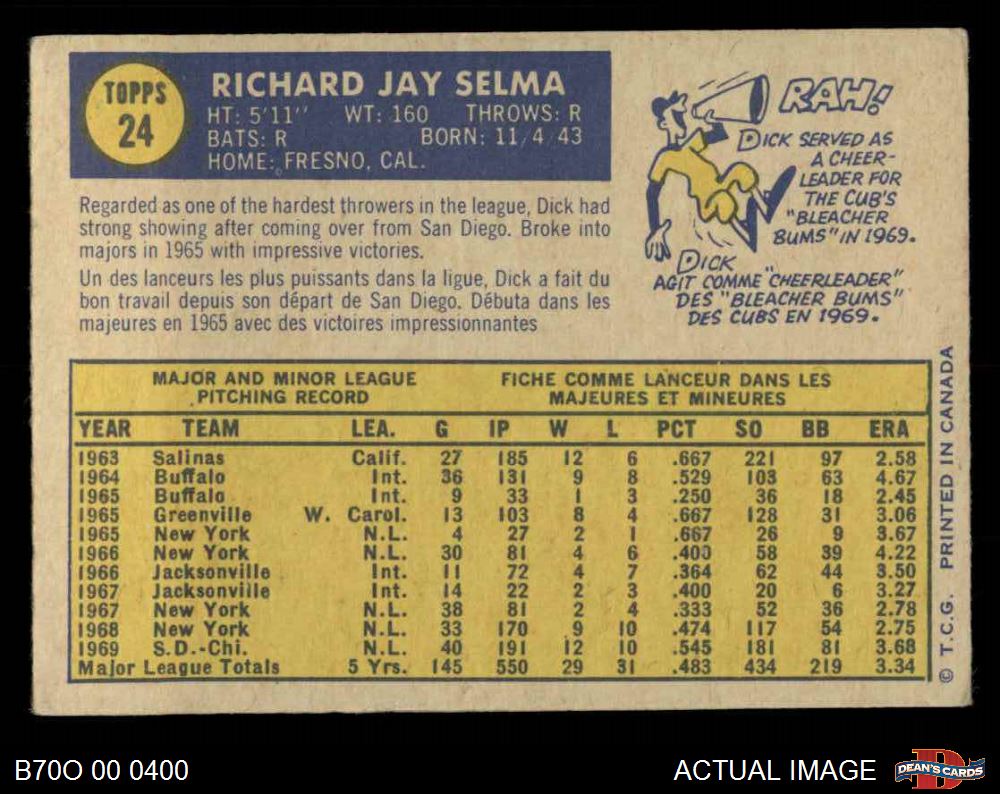 TOPPS
24
RICHARD JAY SELMA
HT: 5'11" WT: 160 THROWS: R
BATS: R BORN: 11/4/43
HOME: FRESNO, CAL.
Regarded as one of the hardest throwers in the league, Dick had
strong showing after coming over from San Diego. Broke into
majors in 1965 with impressive victories.
Un des lanceurs les plus puissants dans la ligue, Dick a fait du
bon travail depuis son départ de San Diego. Débuta dans les
majeures en 1965 avec des victoires impressionnantes
RAH!
DICK SERVED AS
A CHEER-
LEADER FOR
THE CUB'S
"BLEACHER
BUMS" IN 1969.
DICK
AGIT COMME "CHEERLEADER"
DES "BLEACHER BUMS"
DES CUBS EN 1969.
MAJOR AND MINOR LEAGUE
PITCHING RECORD
FICHE COMME LANCEUR DANS LES
MAJEURES ET MINEURES
YEAR TEAM LEA. G IP W L PCT SO BB ERA
1963 Salinas Calif. 27 185 12 6 .667 221 97 2.58
1964 Buffalo Int. 36 131 9 8 .529 103 63 4.67
1965 Buffalo Int. 9 33 1 3 .250 36 18 2.45
1965 Greenville W. Carol. 13 103 8 4 .667 128 31 3.06
1965 New York N.L. 4 27 2 1 .667 26 9 3.67
1966 New York N.L. 30 81 4 6 .400 58 39 4.22
1966 Jacksonville Int. 11 72 4 7 .364 62 44 3.50
1967 Jacksonville Int. 14 22 2 3 .400 20 6 3.27
1967 New York N.L. 38 81 2 4 .333 52 36 2.78
1968 New York N.L. 33 170 9 10 .474 117 54 2.75
1969 S.D.-Chi. N.L. 40 191 12 10 .545 181 81 3.68
Major League Totals 5 Yrs. 145 550 29 31 .483 434 219 3.34
© T.C.G. PRINTED IN CANADA
B70O 00 0400
ACTUAL IMAGE
DEAN'S CARDS